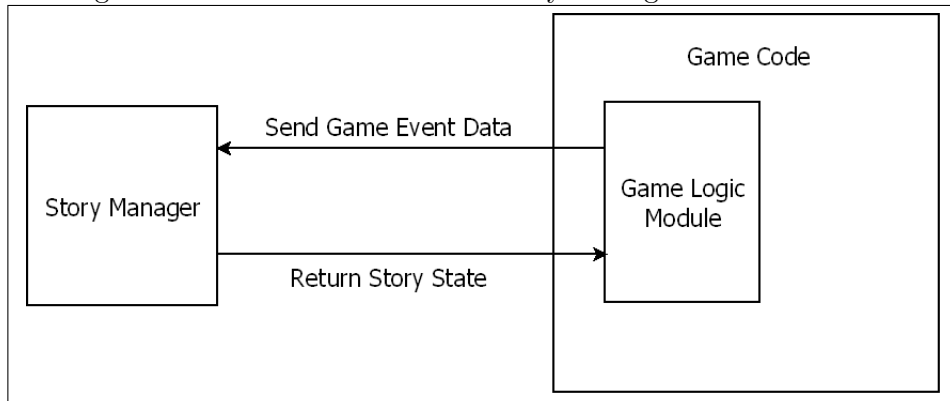 Game Code
Send Game Event Data
Story Manager
Game Logic
Module
Return Story State